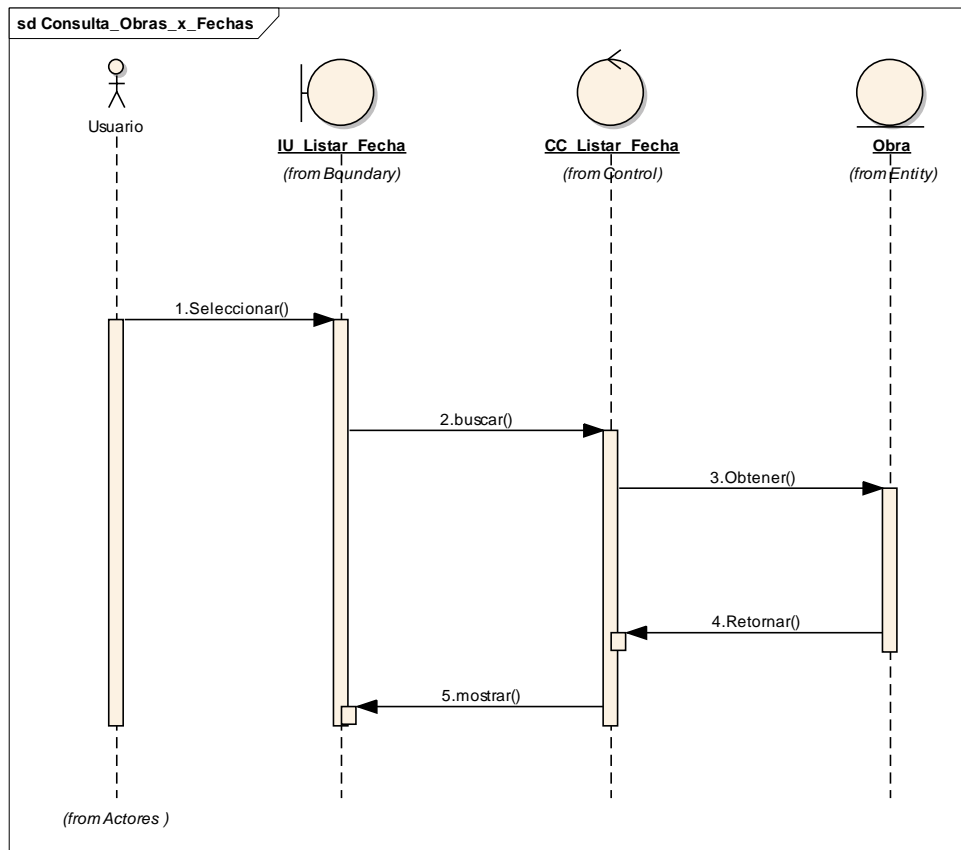 sd Consulta_Obras_x_Fechas
Usuario
IU_Listar_Fecha
(from Boundary)
CC_Listar_Fecha
(from Control)
Obra
(from Entity)
1.Seleccionar()
2.buscar()
3.Obtener()
4.Retornar()
5.mostrar()
(from Actores )